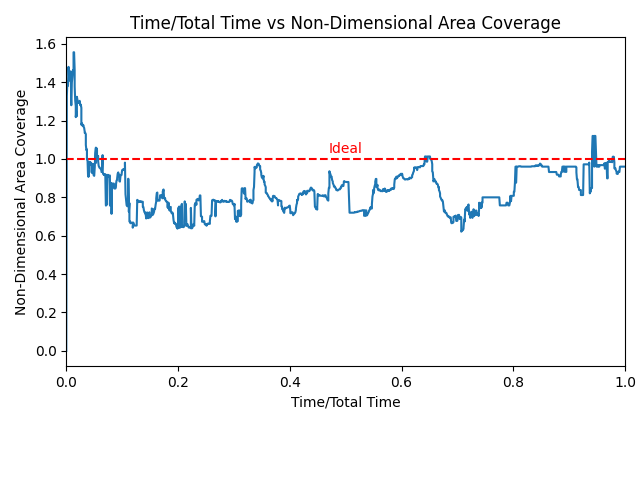 Time/Total Time vs Non-Dimensional Area Coverage
Non-Dimensional Area Coverage
1.6
1.4
1.2
1.0
0.8
0.6
0.4
0.2
0.0
Ideal
0.0 0.2 0.4 0.6 0.8 1.0
Time/Total Time